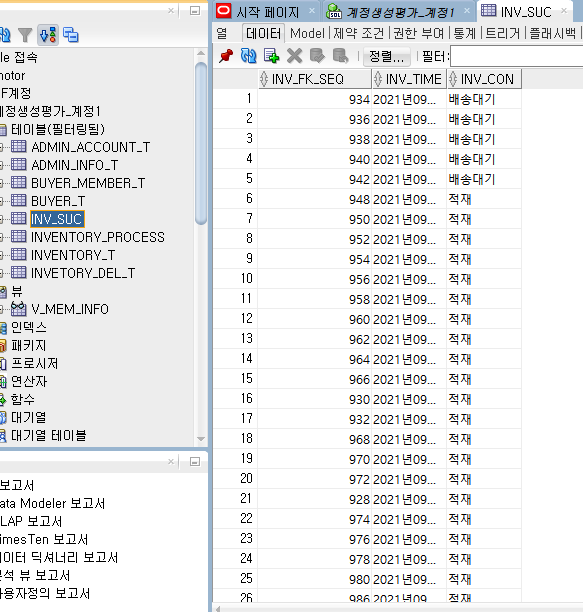 시작 페이지 계정생성평가_계정1 INV_SUC
열 데이터 Model 제약 조건 권한 부여 통계 트리거 플래시백
정렬... 필터:
le 접속
motor
F계정
계정생성평가_계정1
테이블(필터링됨)
ADMIN_ACCOUNT_T
ADMIN_INFO_T
BUYER_MEMBER_T
BUYER_T
INV_SUC
INVENTORY_PROCESS
INVENTORY_T
INVETORY_DEL_T
뷰
V_MEM_INFO
인덱스
패키지
프로시저
연산자
함수
대기열
대기열 테이블
보고서
ata Modeler 보고서
LAP 보고서
imesTen 보고서
이터 딕셔너리 보고서
분석 뷰 보고서
사용자정의 보고서
INV_FK_SEQ INV_TIME INV_CON
1 934 2021년09... 배송대기
2 936 2021년09... 배송대기
3 938 2021년09... 배송대기
4 940 2021년09... 배송대기
5 942 2021년09... 배송대기
6 948 2021년09... 적재
7 950 2021년09... 적재
8 952 2021년09... 적재
9 954 2021년09... 적재
10 956 2021년09... 적재
11 958 2021년09... 적재
12 960 2021년09... 적재
13 962 2021년09... 적재
14 964 2021년09... 적재
15 966 2021년09... 적재
16 930 2021년09... 적재
17 932 2021년09... 적재
18 968 2021년09... 적재
19 970 2021년09... 적재
20 972 2021년09... 적재
21 928 2021년09... 적재
22 974 2021년09... 적재
23 976 2021년09... 적재
24 978 2021년09... 적재
25 980 2021년09... 적재
26 986 2021년09... 적재